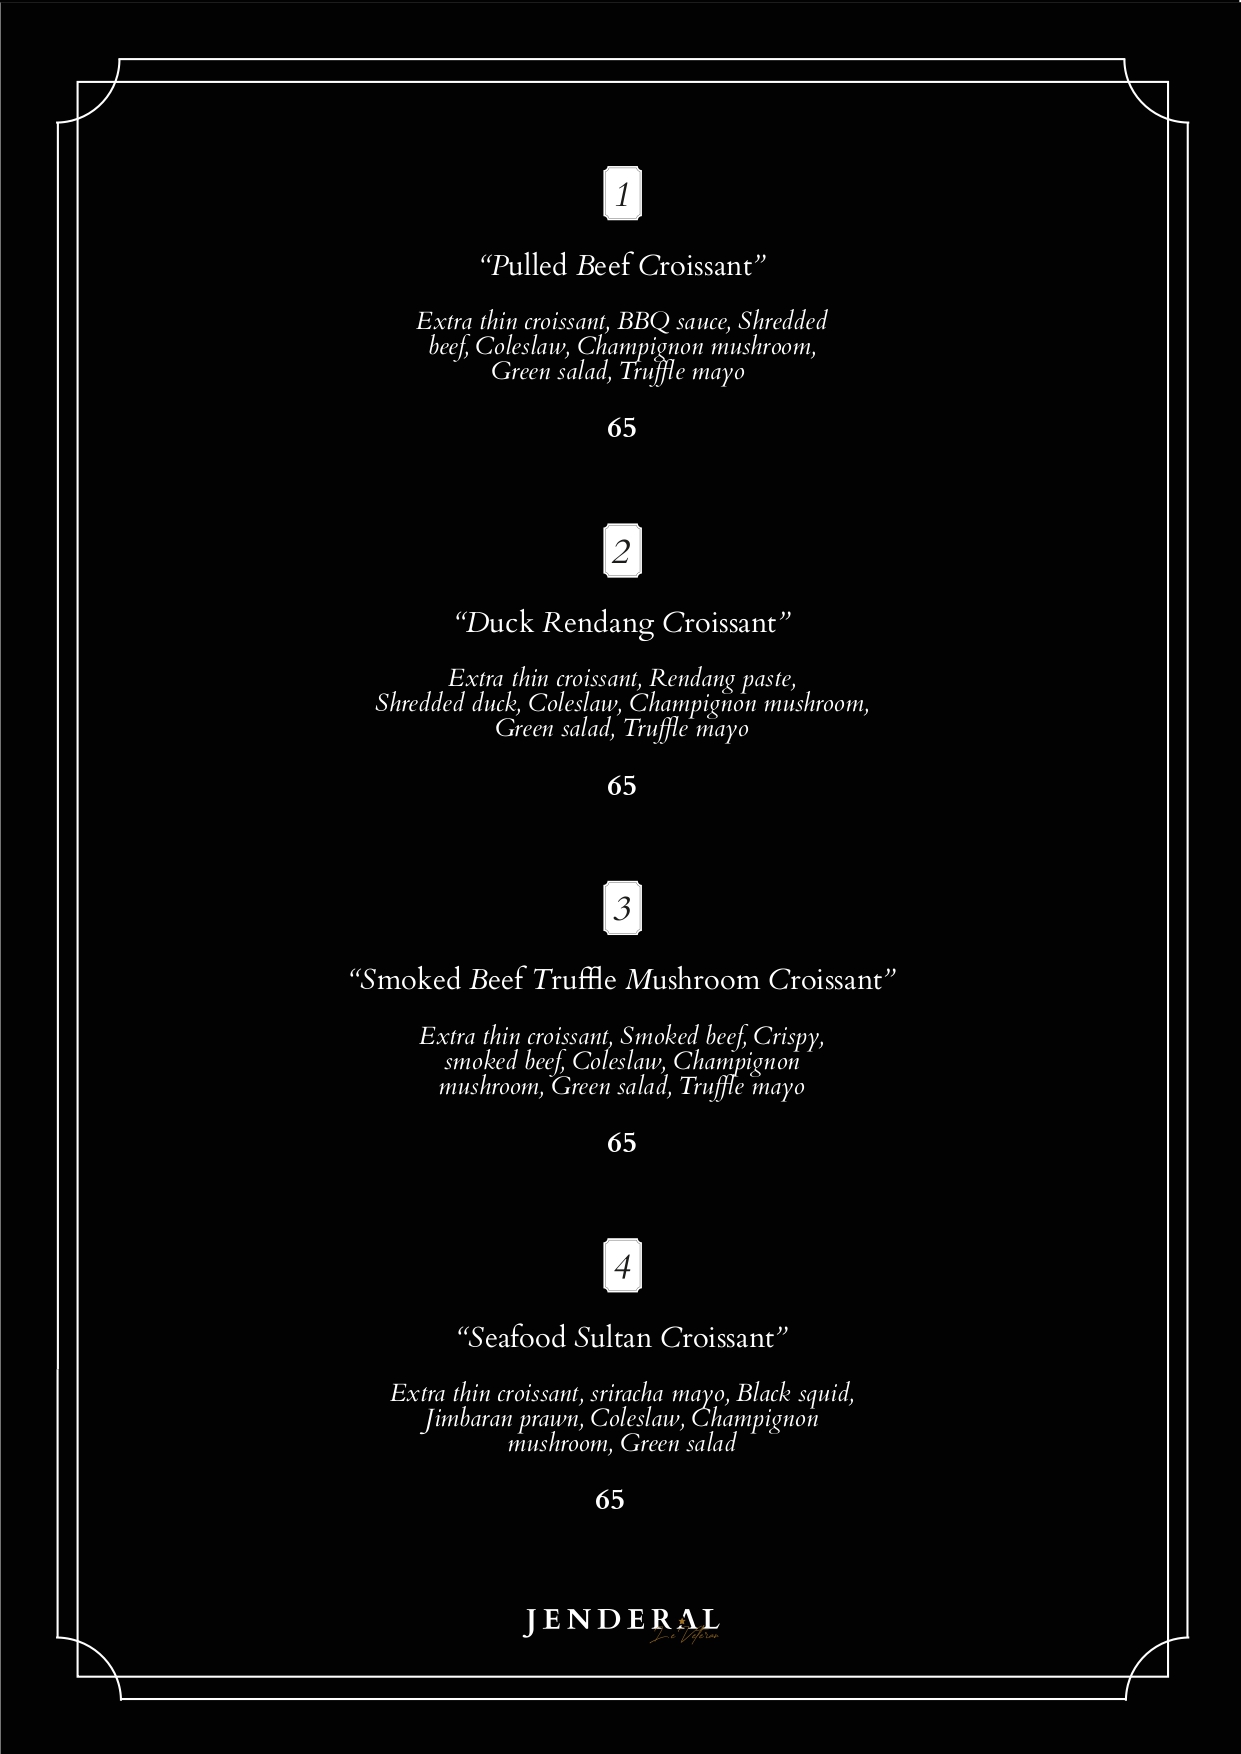 1
“Pulled Beef Croissant”
Extra thin croissant, BBQ sauce, Shredded
beef, Coleslaw, Champignon mushroom,
Green salad, Truffle mayo
65
2
“Duck Rendang Croissant”
Extra thin croissant, Rendang paste,
Shredded duck, Coleslaw, Champignon mushroom,
Green salad, Truffle mayo
65
3
“Smoked Beef Truffle Mushroom Croissant”
Extra thin croissant, Smoked beef, Crispy,
smoked beef, Coleslaw, Champignon
mushroom, Green salad, Truffle mayo
65
4
“Seafood Sultan Croissant”
Extra thin croissant, sriracha mayo, Black squid,
Jimbaran prawn, Coleslaw, Champignon
mushroom, Green salad
65
JENDERAL
Le Veteran